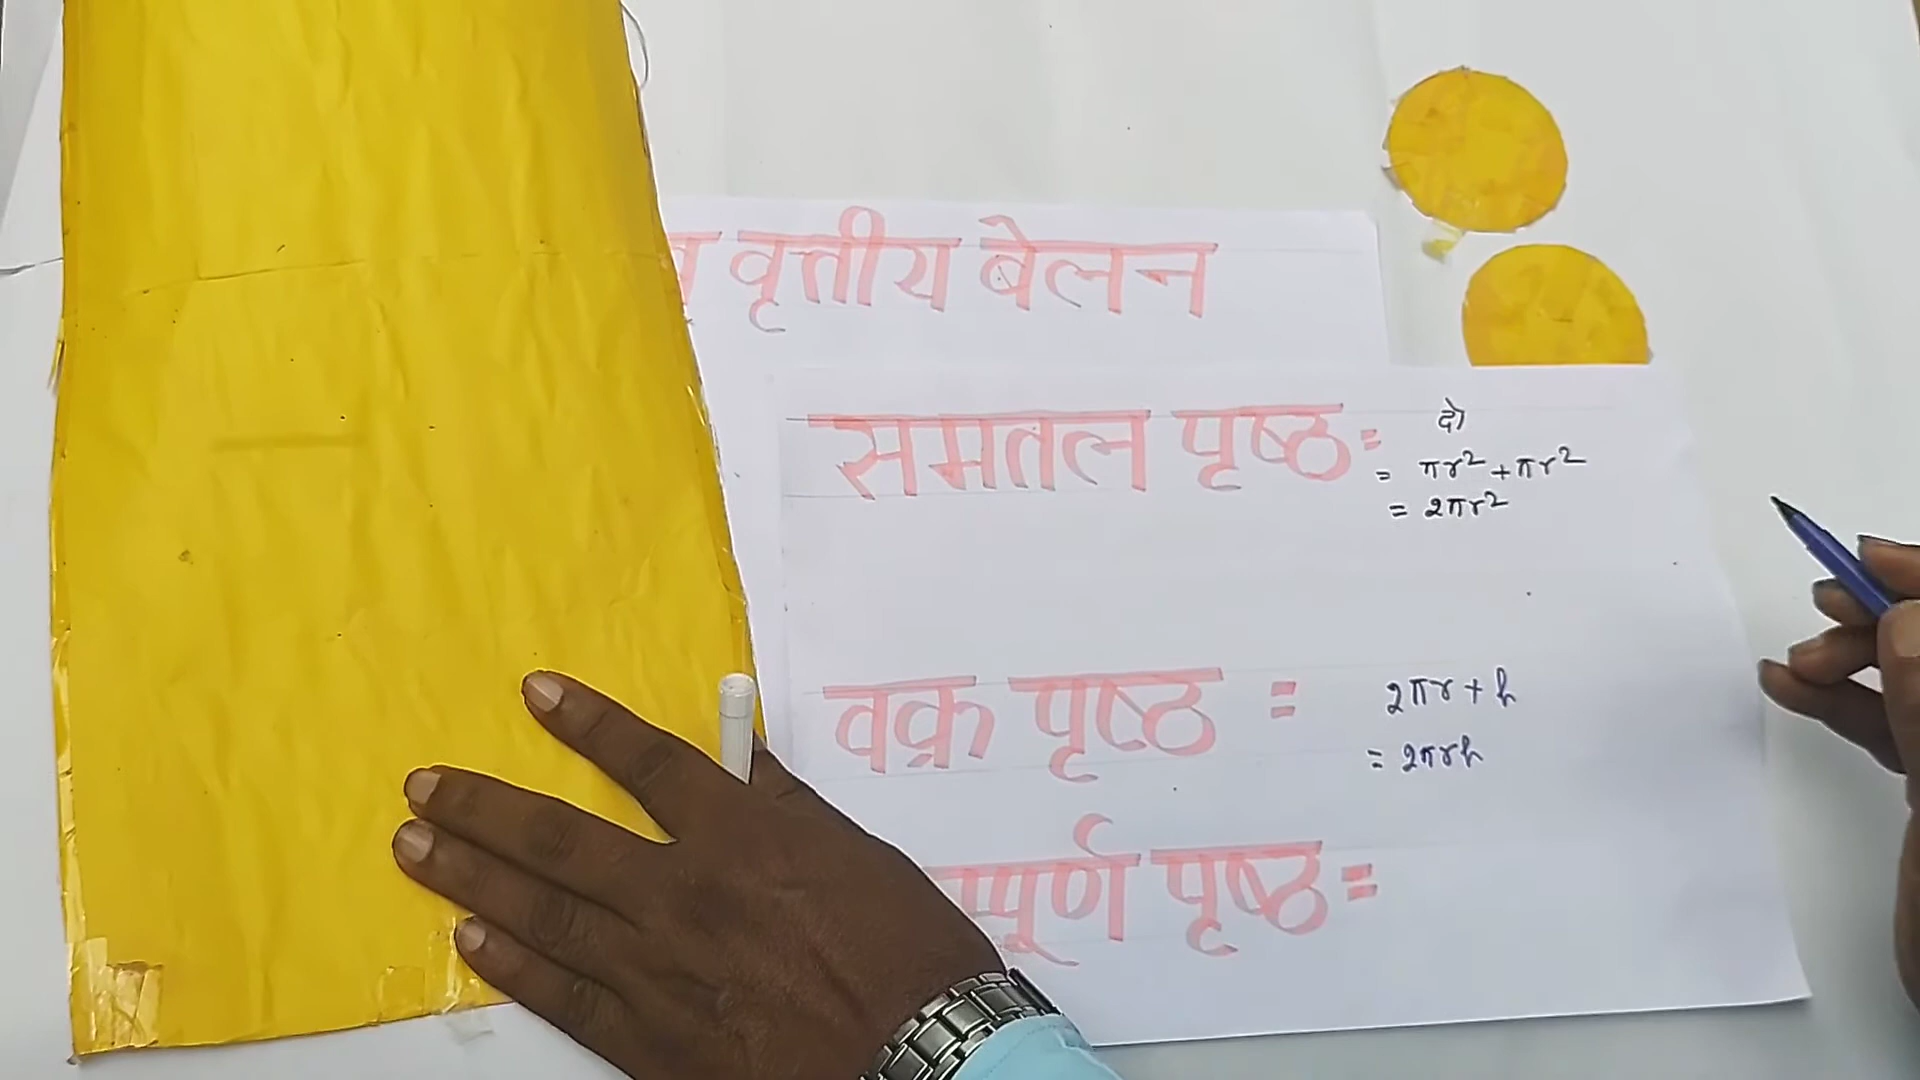 वृत्तीय बेलन
समतल पृष्ठ = दो
= πr² + πr²
= 2πr²
वक्र पृष्ठ = 2πr + h
= 2πrh
पृष्ठ =